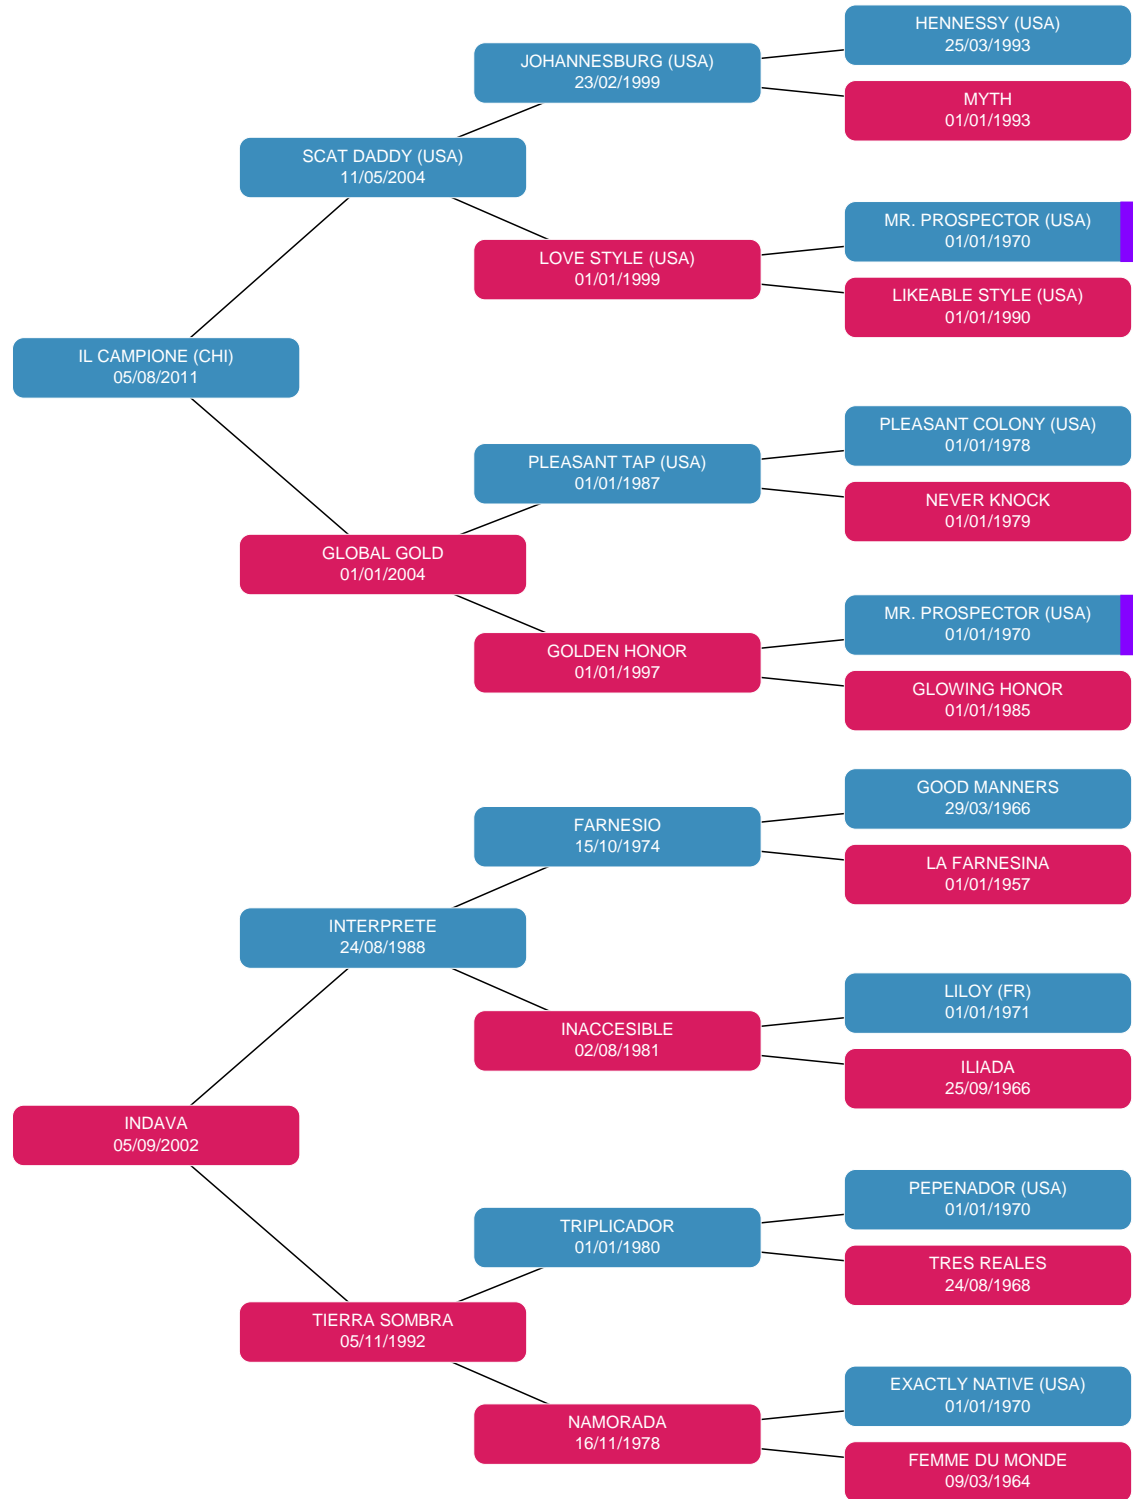 HENNESSY (USA)
25/03/1993
JOHANNESBURG (USA)
23/02/1999
MYTH
01/01/1993
SCAT DADDY (USA)
11/05/2004
MR. PROSPECTOR (USA)
01/01/1970
LOVE STYLE (USA)
01/01/1999
LIKEABLE STYLE (USA)
01/01/1990
IL CAMPIONE (CHI)
05/08/2011
PLEASANT COLONY (USA)
01/01/1978
PLEASANT TAP (USA)
01/01/1987
NEVER KNOCK
01/01/1979
GLOBAL GOLD
01/01/2004
MR. PROSPECTOR (USA)
01/01/1970
GOLDEN HONOR
01/01/1997
GLOWING HONOR
01/01/1985
GOOD MANNERS
29/03/1966
FARNESIO
15/10/1974
LA FARNESINA
01/01/1957
INTERPRETE
24/08/1988
LILOY (FR)
01/01/1971
INACCESIBLE
02/08/1981
ILIADA
25/09/1966
INDAVA
05/09/2002
PEPENADOR (USA)
01/01/1970
TRIPLICADOR
01/01/1980
TRES REALES
24/08/1968
TIERRA SOMBRA
05/11/1992
EXACTLY NATIVE (USA)
01/01/1970
NAMORADA
16/11/1978
FEMME DU MONDE
09/03/1964